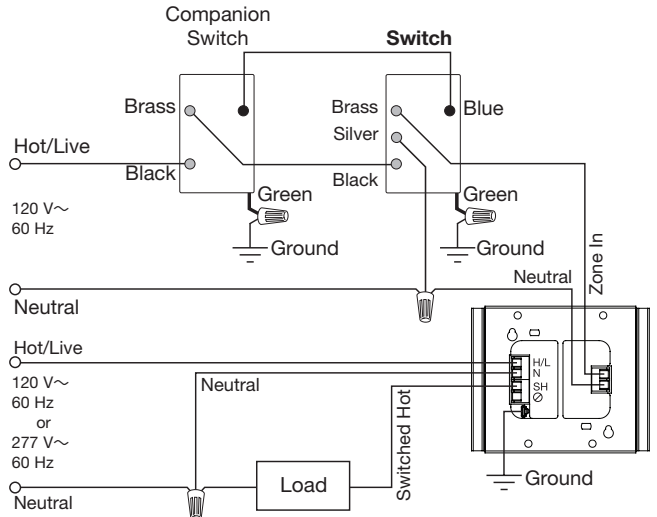 Companion
Switch
Switch
Brass
Brass
Blue
Silver
Hot/Live
Black
Black
Green
Green
120 V~
60 Hz
Ground
Ground
Zone In
Neutral
Neutral
Hot/Live
H/L
N
SH
120 V~
60 Hz
or
277 V~
60 Hz
Neutral
Switched Hot
Load
Ground
Neutral